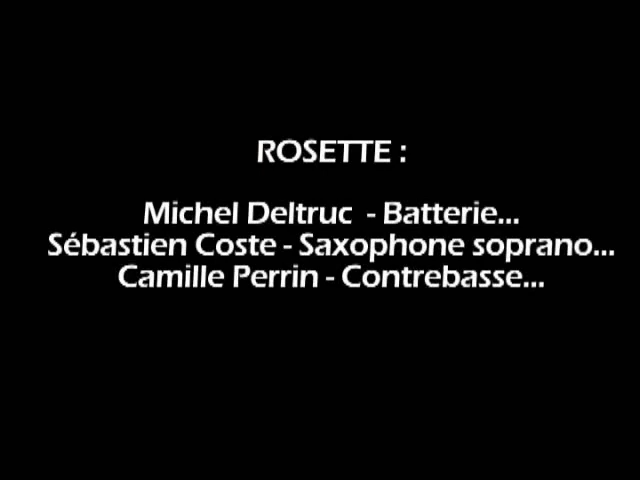 ROSETTE :
Michel Deltruc - Batterie...
Sébastien Coste - Saxophone soprano...
Camille Perrin - Contrebasse...